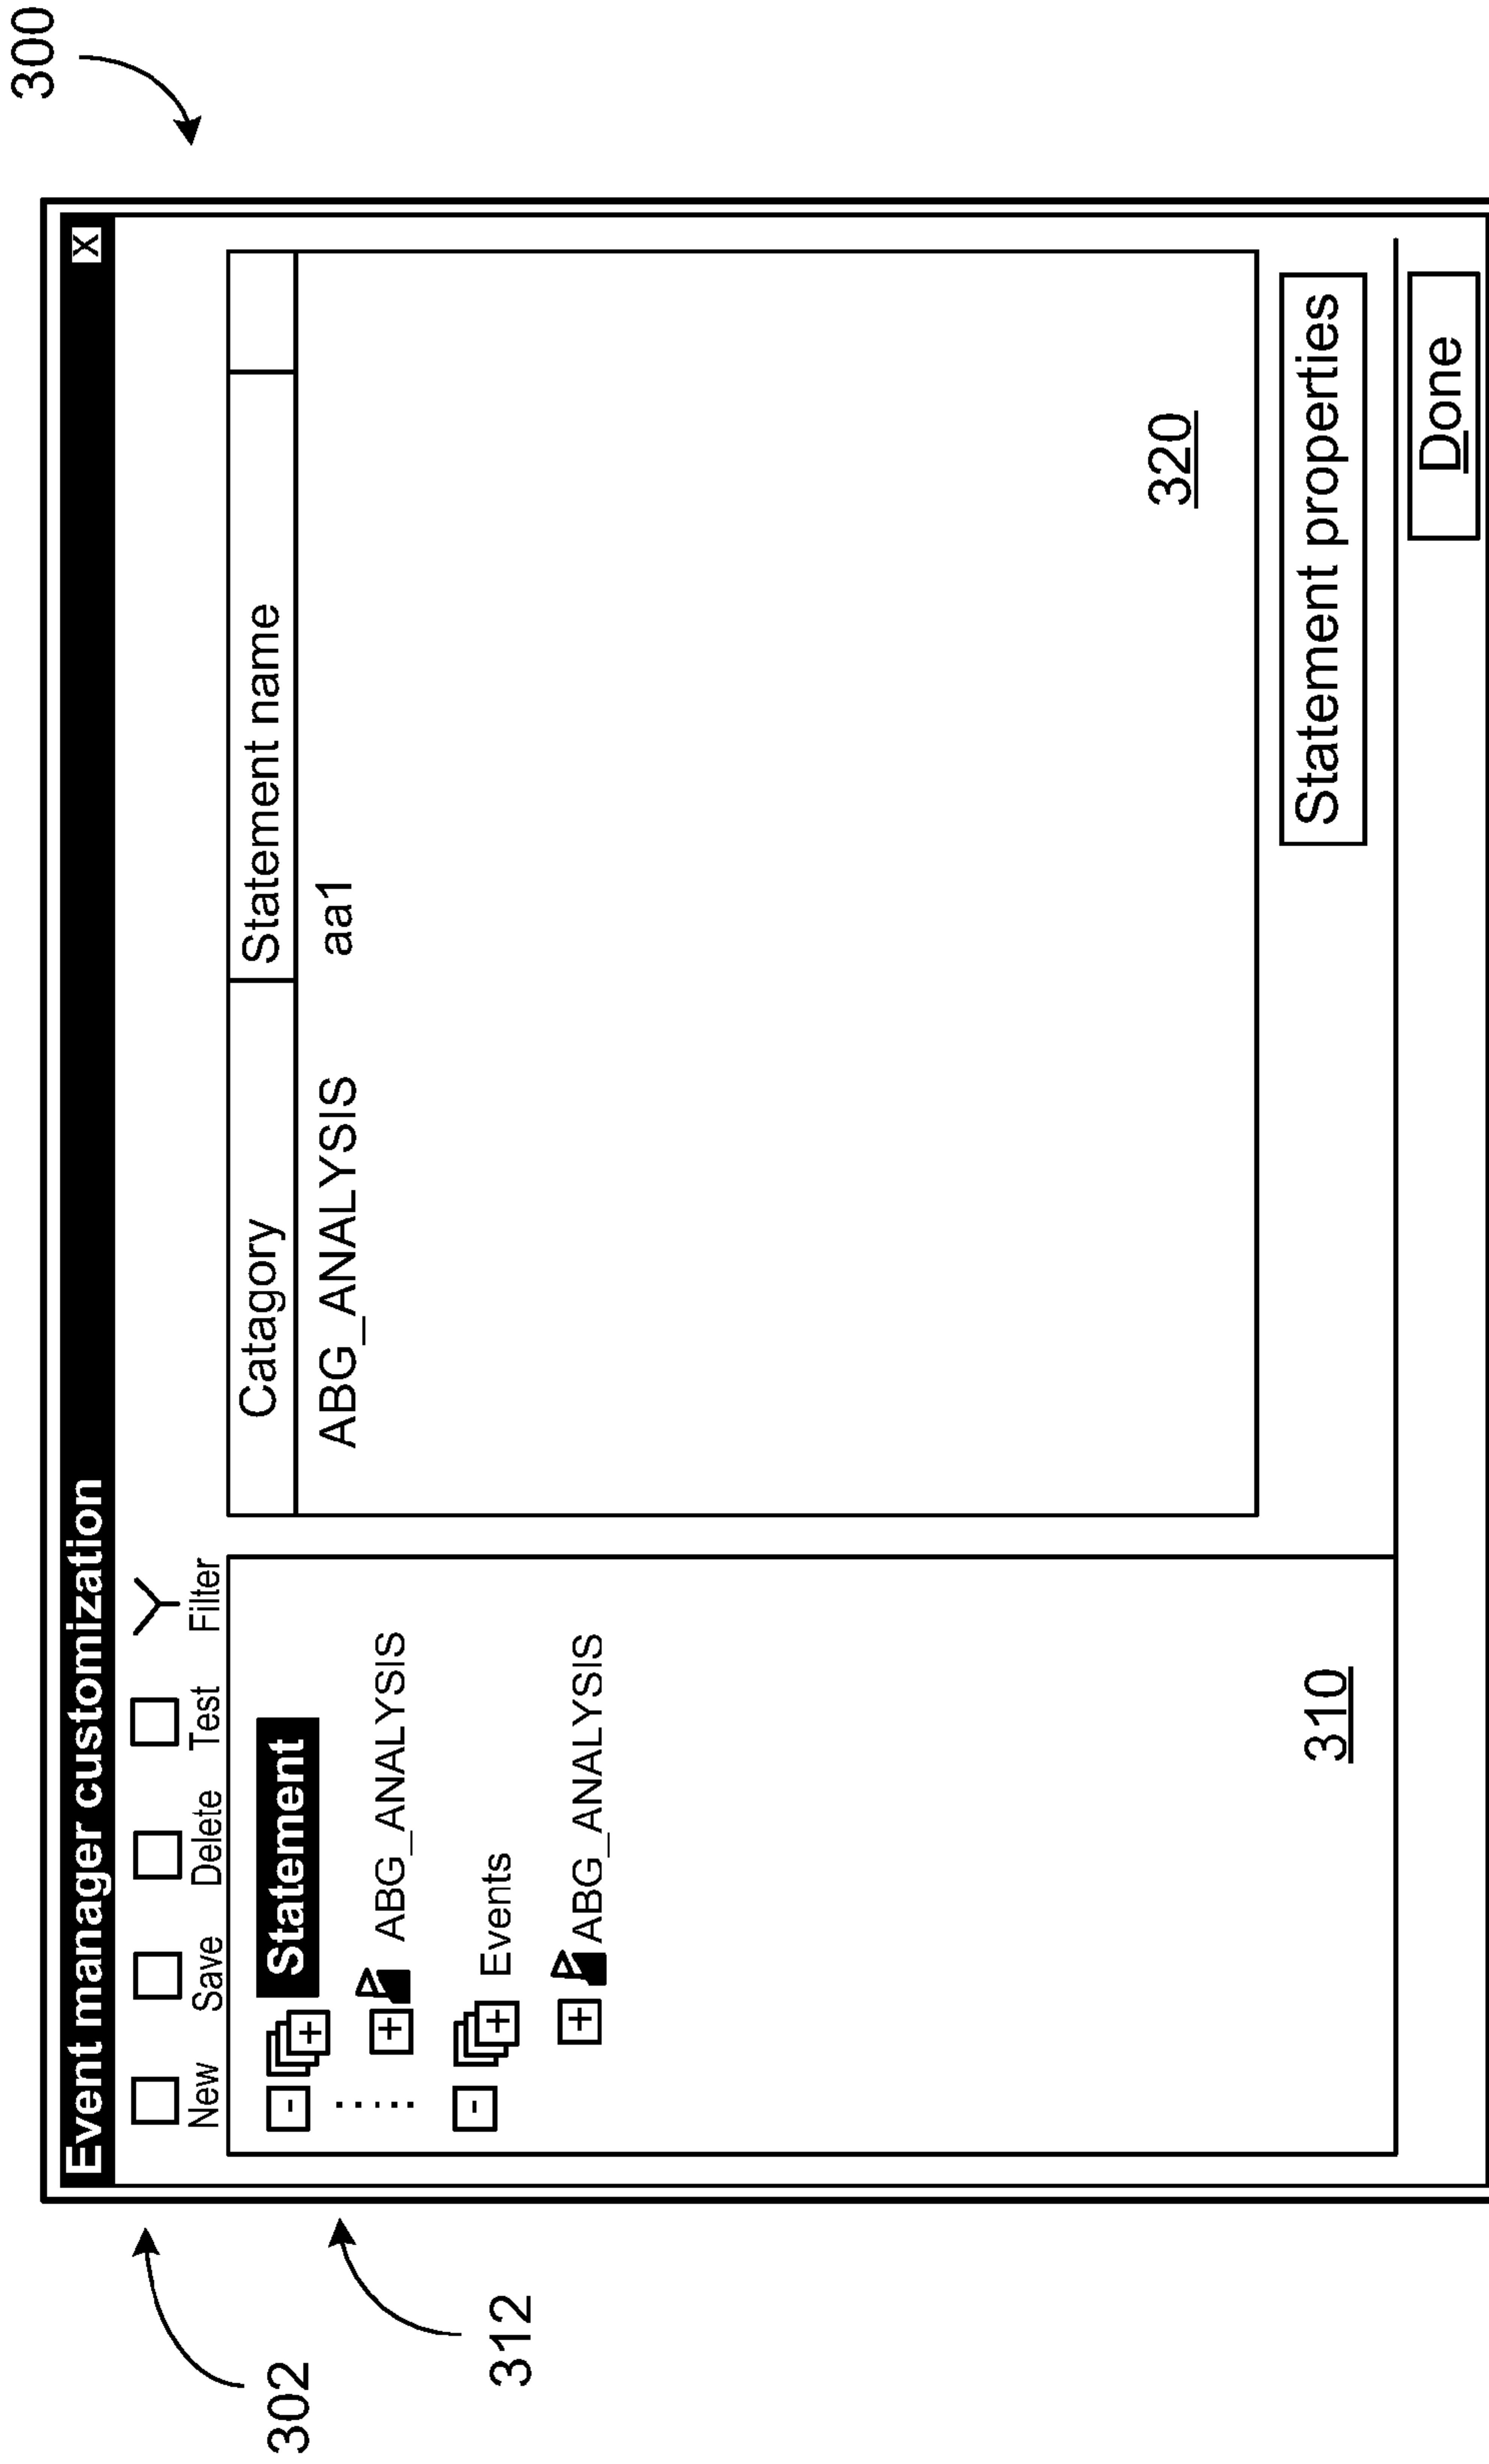 300
Event manager customization X
302
New Save Delete Test Filter
312
- + Statement
+ ABG_ANALYSIS
- + Events
+ ABG_ANALYSIS
310
Catagory Statement name
ABG_ANALYSIS aa1
320
Statement properties
Done